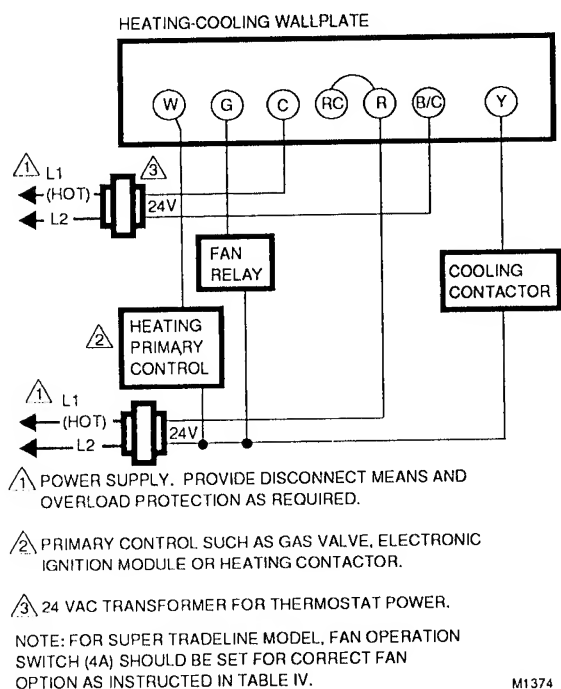 HEATING-COOLING WALLPLATE
W G C RC R B/C Y
1 L1 3
(HOT)
24V
L2
FAN
RELAY
COOLING
CONTACTOR
2 HEATING
PRIMARY
CONTROL
1 L1
(HOT)
24V
L2
1 POWER SUPPLY. PROVIDE DISCONNECT MEANS AND
OVERLOAD PROTECTION AS REQUIRED.
2 PRIMARY CONTROL SUCH AS GAS VALVE, ELECTRONIC
IGNITION MODULE OR HEATING CONTACTOR.
3 24 VAC TRANSFORMER FOR THERMOSTAT POWER.
NOTE: FOR SUPER TRADELINE MODEL, FAN OPERATION
SWITCH (4A) SHOULD BE SET FOR CORRECT FAN
OPTION AS INSTRUCTED IN TABLE IV.
M1374